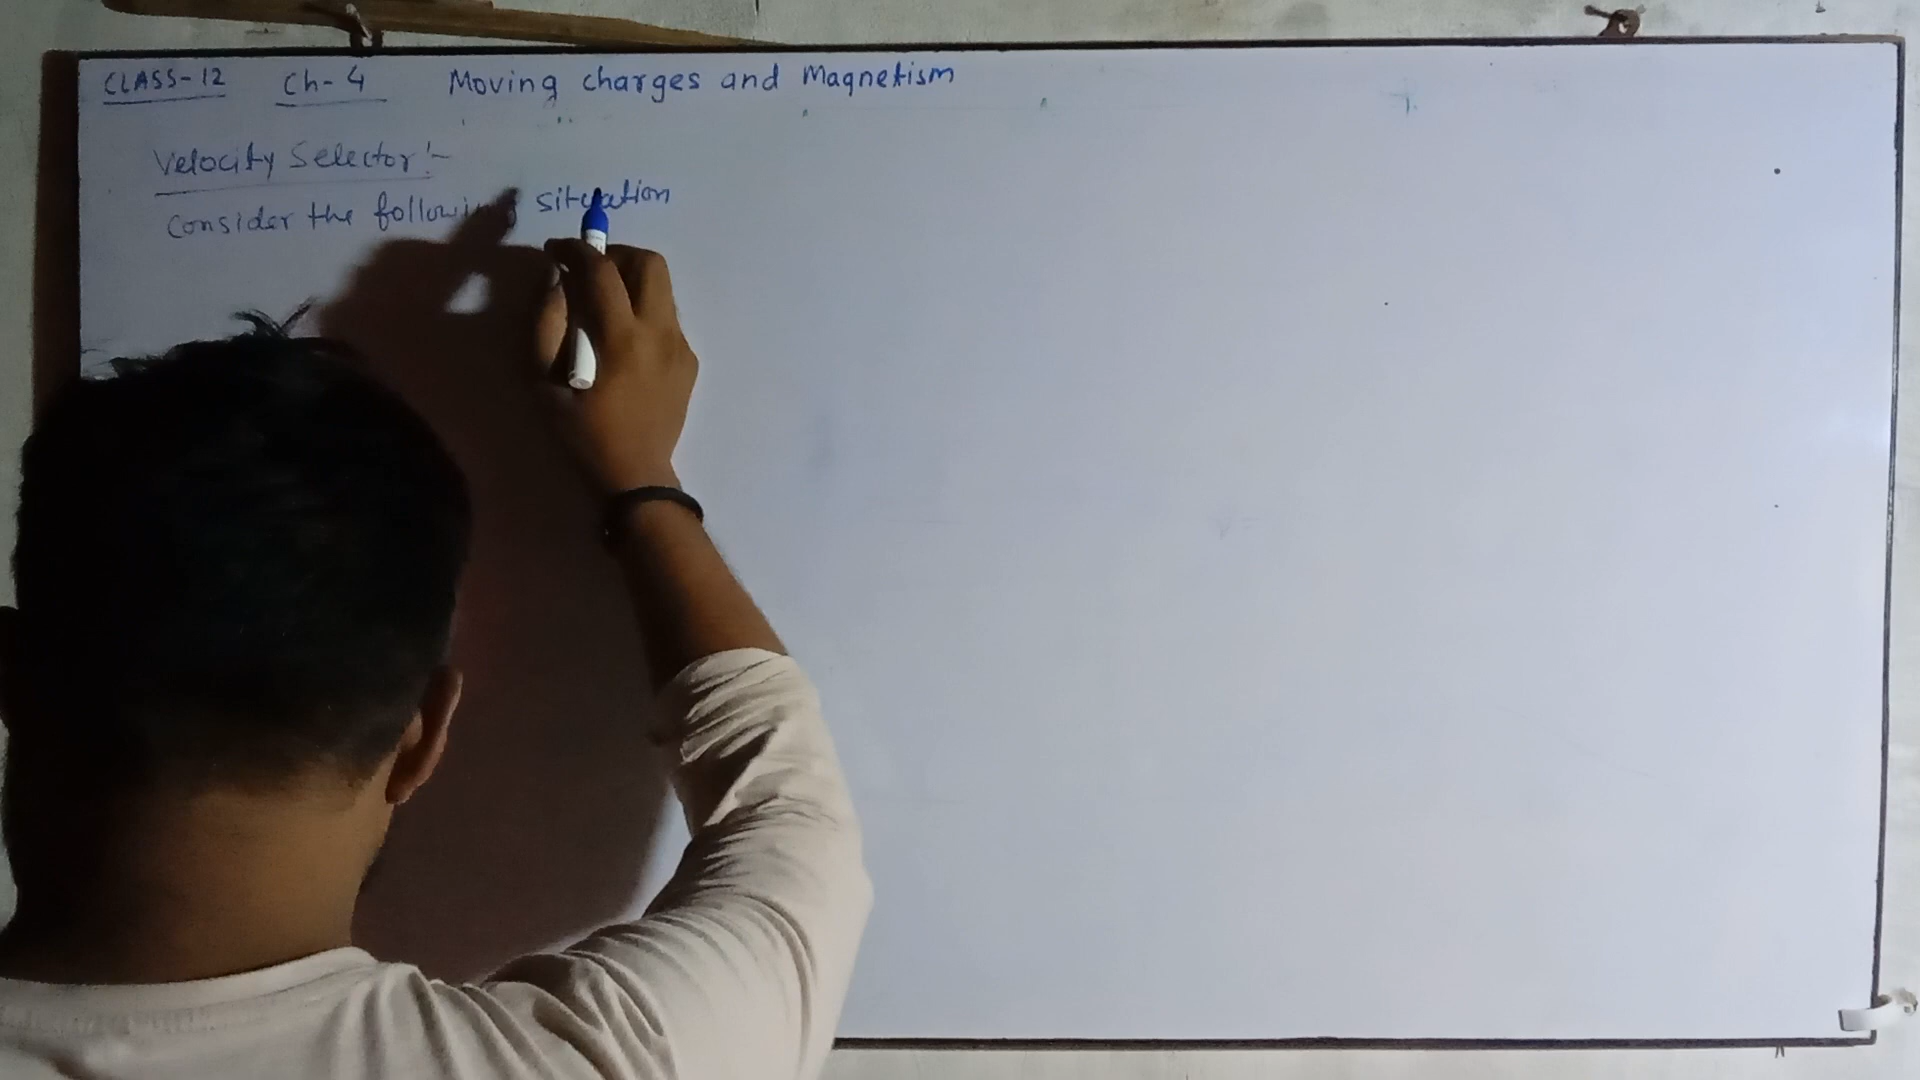 CLASS-12 Ch-4 Moving charges and Magnetism
Velocity Selector:-
Consider the following situation